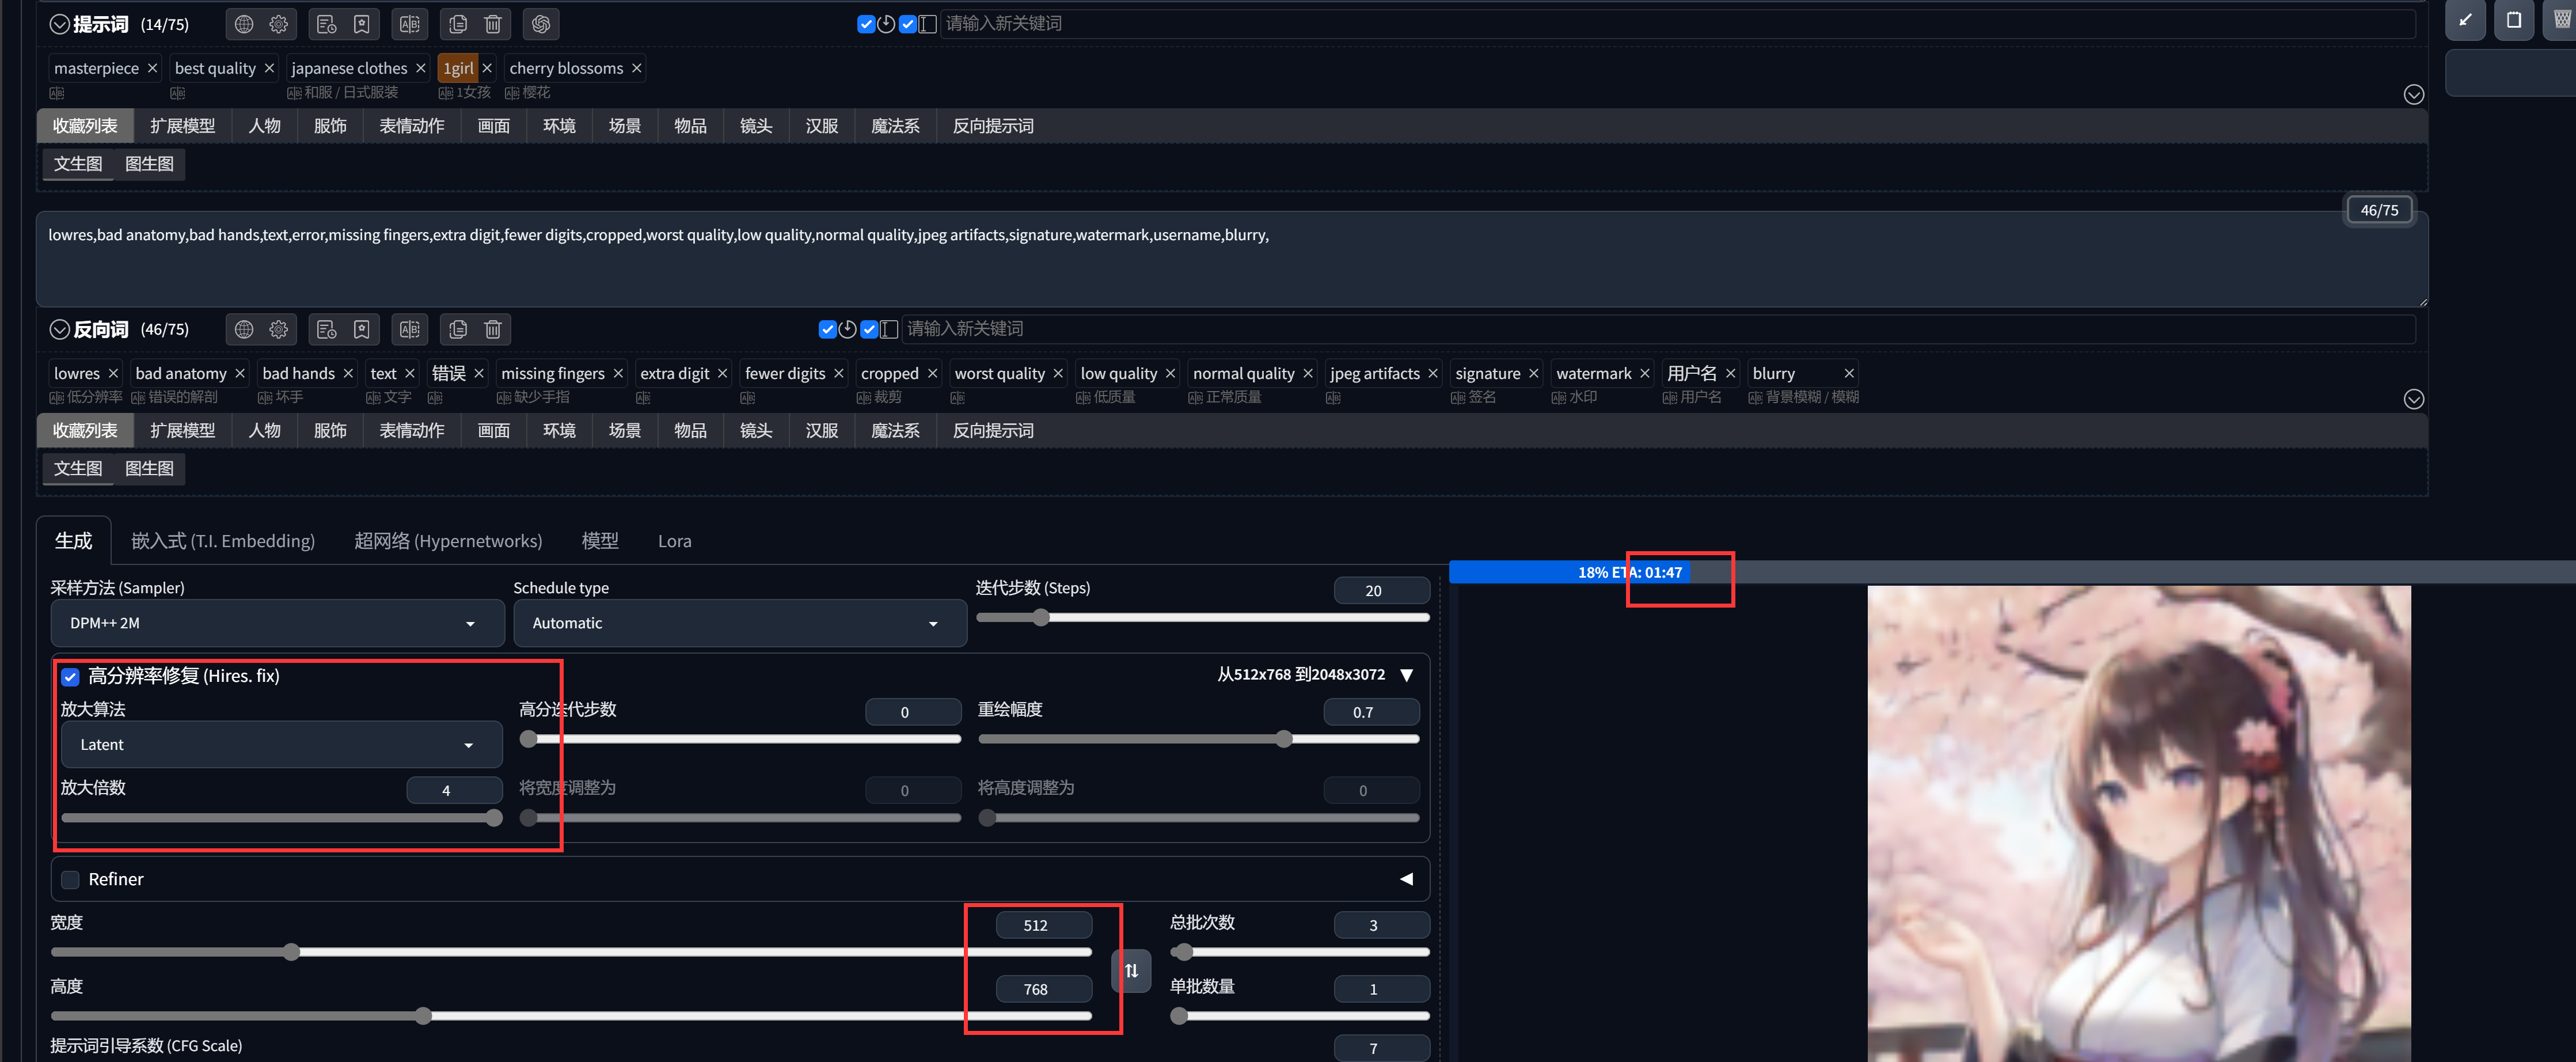 提示词 (14/75) 请输入新关键词
masterpiece × best quality × japanese clothes × 1girl × cherry blossoms ×
和服 / 日式服装 1女孩 樱花
收藏列表 扩展模型 人物 服饰 表情动作 画面 环境 场景 物品 镜头 汉服 魔法系 反向提示词
文生图 图生图
46/75
lowres,bad anatomy,bad hands,text,error,missing fingers,extra digit,fewer digits,cropped,worst quality,low quality,normal quality,jpeg artifacts,signature,watermark,username,blurry,
反向词 (46/75) 请输入新关键词
lowres × bad anatomy × bad hands × text × 错误 × missing fingers × extra digit × fewer digits × cropped × worst quality × low quality × normal quality × jpeg artifacts × signature × watermark × 用户名 × blurry ×
低分辨率 错误的解剖 坏手 文字 缺少手指 裁剪 低质量 正常质量 签名 水印 用户名 背景模糊 / 模糊
收藏列表 扩展模型 人物 服饰 表情动作 画面 环境 场景 物品 镜头 汉服 魔法系 反向提示词
文生图 图生图
生成 嵌入式 (T.I. Embedding) 超网络 (Hypernetworks) 模型 Lora
18% ETA: 01:47
采样方法 (Sampler) Schedule type 迭代步数 (Steps) 20
DPM++ 2M Automatic
高分辨率修复 (Hires. fix) 从512x768 到2048x3072
放大算法 高分迭代步数 0 重绘幅度 0.7
Latent
放大倍数 4 将宽度调整为 0 将高度调整为 0
Refiner
宽度 512 总批次数 3
高度 768 单批数量 1
提示词引导系数 (CFG Scale) 7